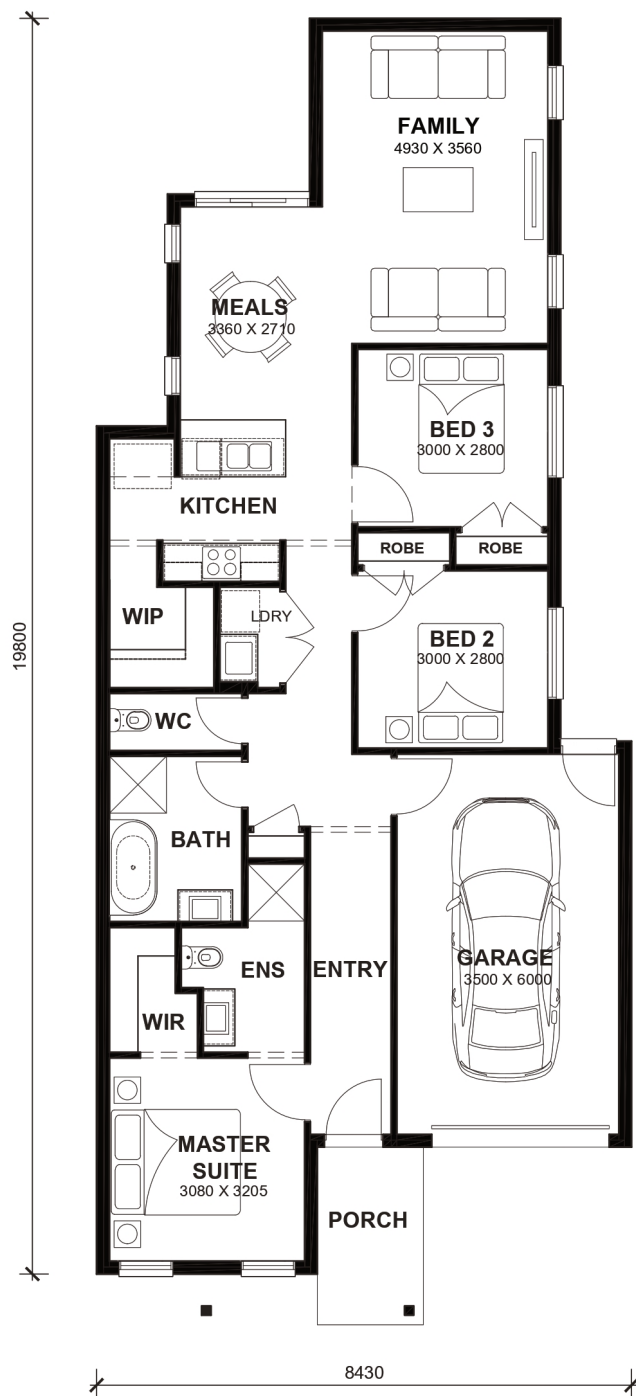 FAMILY
4930 X 3560
MEALS
3360 X 2710
BED 3
3000 X 2800
KITCHEN
ROBE
ROBE
WIP
LDRY
BED 2
3000 X 2800
19800
WC
BATH
ENS
ENTRY
GARAGE
3500 X 6000
WIR
MASTER
SUITE
3080 X 3205
PORCH
8430